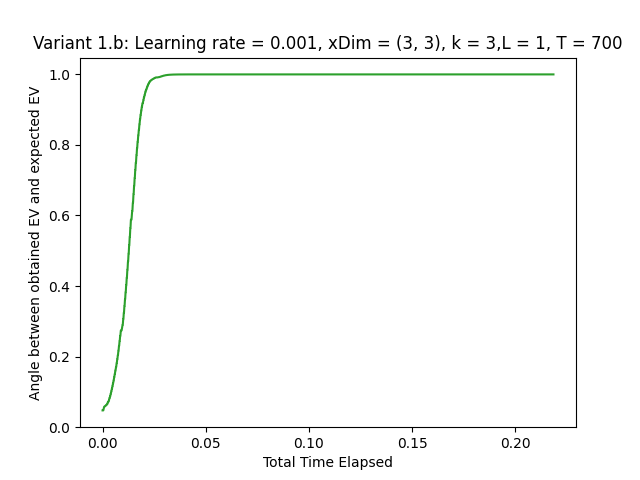 Variant 1.b: Learning rate = 0.001, xDim = (3, 3), k = 3,L = 1, T = 700
Angle between obtained EV and expected EV
1.0
0.8
0.6
0.4
0.2
0.0
0.00 0.05 0.10 0.15 0.20
Total Time Elapsed